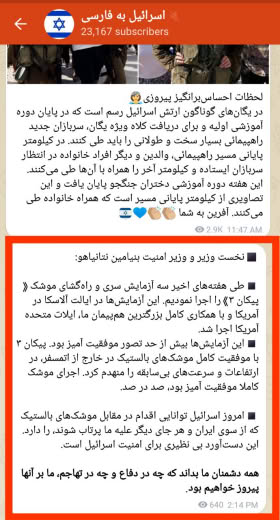 اسرائیل به فارسی
23,167 subscribers
لحظات احساس‌برانگیز پیروزی👩‍✈️
در یگان‌های گوناگون ارتش اسرائیل رسم است که در پایان دوره
آموزشی اولیه و برای دریافت کلاه ویژه یگان، سربازان جدید
راهپیمائی بسیار سخت و طولانی را باید طی کنند. در کیلومتر
پایانی مسیر راهپیمائی، والدین و دیگر افراد خانواده در انتظار
سربازان ایستاده و کیلومتر آخر را همراه با آن‌ها طی می‌کنند.
این هفته دوره آموزشی دختران جنگجو پایان یافت و این
تصاویری از کیلومتر پایانی مسیر است که همراه خانواده طی
می‌کنند. آفرین به شما 👏🏼👏🏼💙🇮🇱
2.9K 11:47 AM
◾ نخست وزیر و وزیر امنیت بنیامین نتانیاهو:
◾ طی هفته‌های اخیر سه آزمایش سری و راه‌گشای موشک 《
پیکان ۳》 را اجرا نمودیم. این آزمایش‌ها در ایالت آلاسکا در
آمریکا و با همکاری کامل بزرگترین هم‌پیمان ما، ایلات متحده
آمریکا اجرا شد.
◾ این آزمایش‌ها بیش از حد تصور موفقیت آمیز بود. پیکان ۳
با موفقیت کامل موشک‌های بالستیک در خارج از اتمسفر، در
ارتفاعات و سرعت‌های بی‌سابقه را منهدم کرد. اجرای موشک
کاملا موفقیت آمیز بود، صد در صد.
◾ امروز اسرائیل توانایی اقدام در مقابل موشک‌های بالستیک
که از سوی ایران و هر جای دیگر علیه ما پرتاب شوند، را دارد.
این دست‌آورد بی نظیری برای امنیت اسرائیل است.
همه دشمنان ما بداند که چه در دفاع و چه در تهاجم، ما بر آنها
پیروز خواهیم بود.
640 2:14 PM